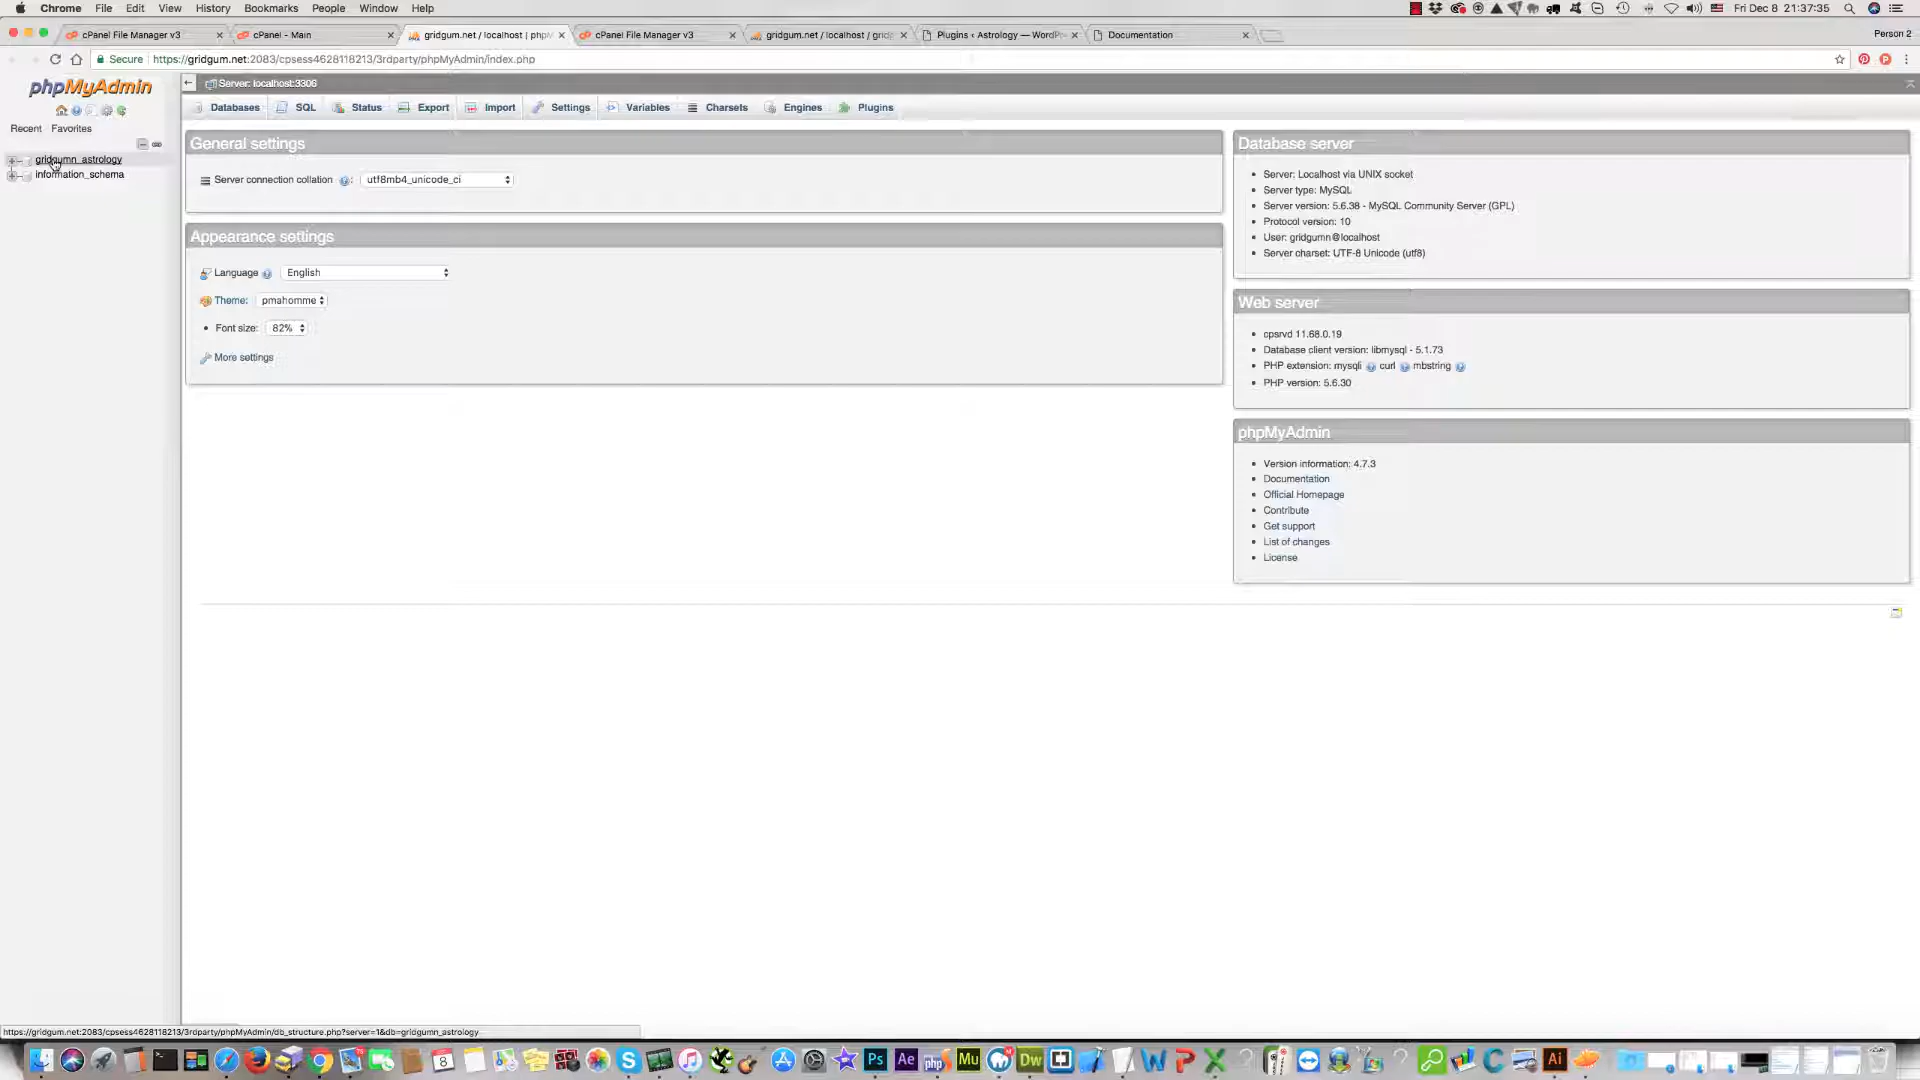 Chrome File Edit View History Bookmarks People Window Help Fri Dec 8 21:37:35
cPanel File Manager v3 cPanel - Main gridgum.net / localhost | phpM cPanel File Manager v3 gridgum.net / localhost / grid Plugins ‹ Astrology — WordPr Documentation Person 2
Secure https://gridgum.net:2083/cpsess4628118213/3rdparty/phpMyAdmin/index.php
phpMyAdmin
Recent Favorites
gridgumn_astrology
information_schema
Server: localhost:3306
Databases SQL Status Export Import Settings Variables Charsets Engines Plugins
General settings
Server connection collation : utf8mb4_unicode_ci
Appearance settings
Language English
Theme: pmahomme
Font size: 82%
More settings
Database server
Server: Localhost via UNIX socket
Server type: MySQL
Server version: 5.6.38 - MySQL Community Server (GPL)
Protocol version: 10
User: gridgumn@localhost
Server charset: UTF-8 Unicode (utf8)
Web server
cpsrvd 11.68.0.19
Database client version: libmysql - 5.1.73
PHP extension: mysqli curl mbstring
PHP version: 5.6.30
phpMyAdmin
Version information: 4.7.3
Documentation
Official Homepage
Contribute
Get support
List of changes
License
https://gridgum.net:2083/cpsess4628118213/3rdparty/phpMyAdmin/db_structure.php?server=1&db=gridgumn_astrology
8 Ps Ae php Mu Dw Ai